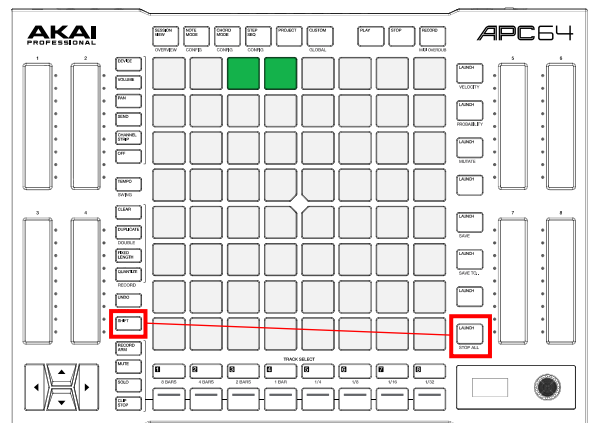 AKAI
PROFESSIONAL
APC64
SESSION VIEW
NOTE MODE
CHORD MODE
STEP SEQ
PROJECT
CUSTOM
PLAY
STOP
RECORD
OVERVIEW
CONFIG
CONFIG
CONFIG
GLOBAL
MIDI OVERDUB
1
2
5
6
DEVICE
VOLUME
PAN
SEND
CHANNEL STRIP
OFF
TEMPO
SWING
LAUNCH
VELOCITY
LAUNCH
PROBABILITY
LAUNCH
MUTATE
LAUNCH
3
4
7
8
CLEAR
DUPLICATE
DOUBLE
FIXED LENGTH
QUANTIZE
RECORD
UNDO
SHIFT
LAUNCH
SAVE
LAUNCH
SAVE TO...
LAUNCH
LAUNCH
STOP ALL
RECORD ARM
MUTE
SOLO
CLIP STOP
TRACK SELECT
1
2
3
4
5
6
7
8
8 BARS
4 BARS
2 BARS
1 BAR
1/4
1/8
1/16
1/32